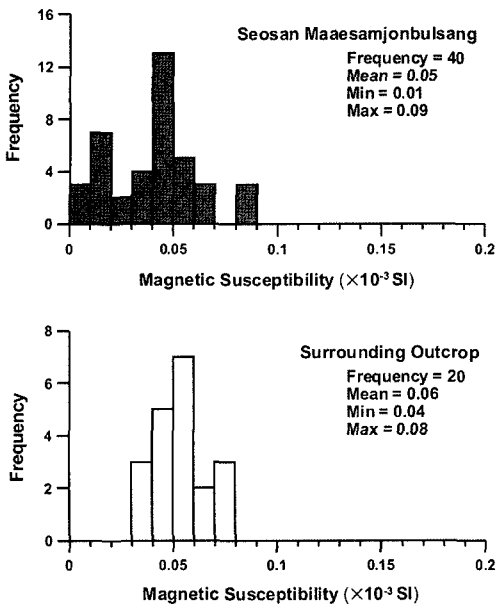 16
12
8
4
0
Frequency
Seosan Maaesamjonbulsang
Frequency = 40
Mean = 0.05
Min = 0.01
Max = 0.09
0 0.05 0.1 0.15 0.2
Magnetic Susceptibility (×10⁻³ SI)
8
6
4
2
0
Frequency
Surrounding Outcrop
Frequency = 20
Mean = 0.06
Min = 0.04
Max = 0.08
0 0.05 0.1 0.15 0.2
Magnetic Susceptibility (×10⁻³ SI)